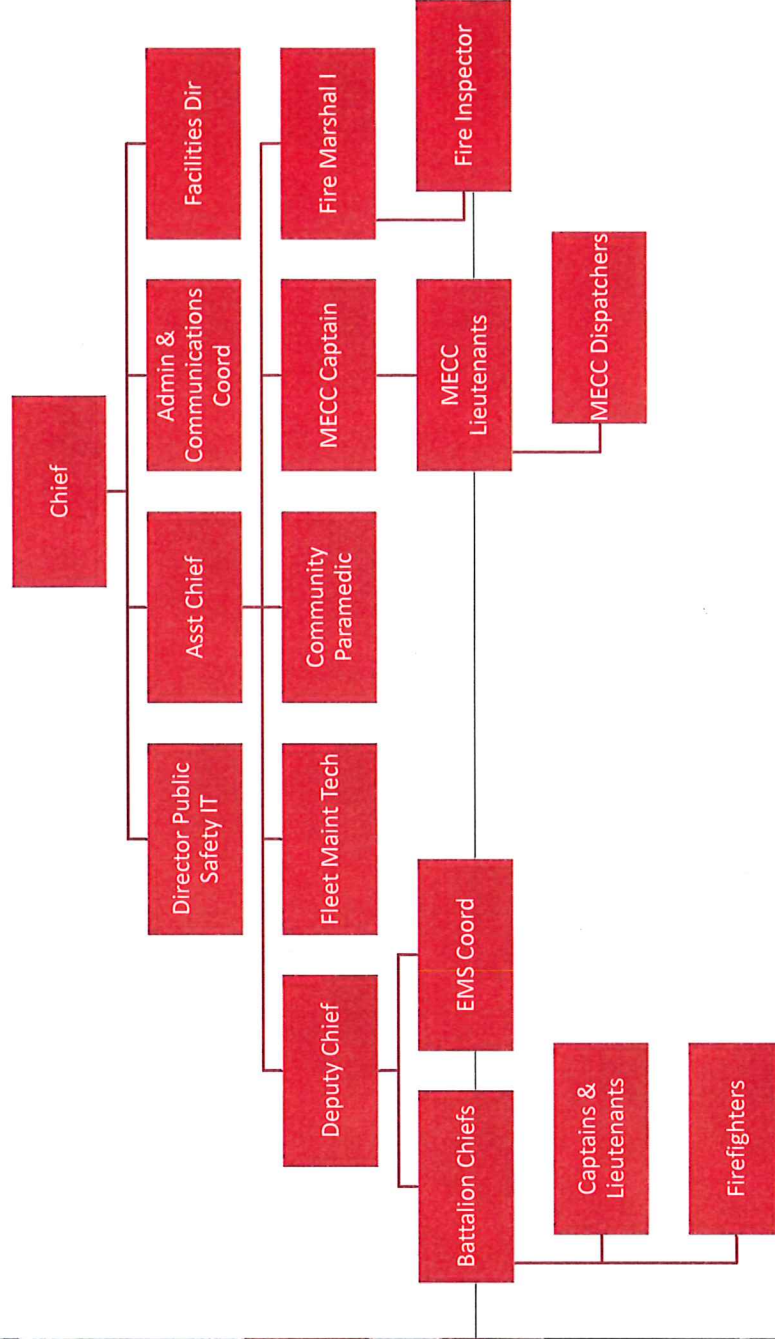 Chief
Director Public
Safety IT
Asst Chief
Admin &
Communications
Coord
Facilities Dir
Deputy Chief
Fleet Maint Tech
Community
Paramedic
MECC Captain
Fire Marshal I
Battalion Chiefs
EMS Coord
MECC
Lieutenants
Fire Inspector
Captains &
Lieutenants
MECC Dispatchers
Firefighters